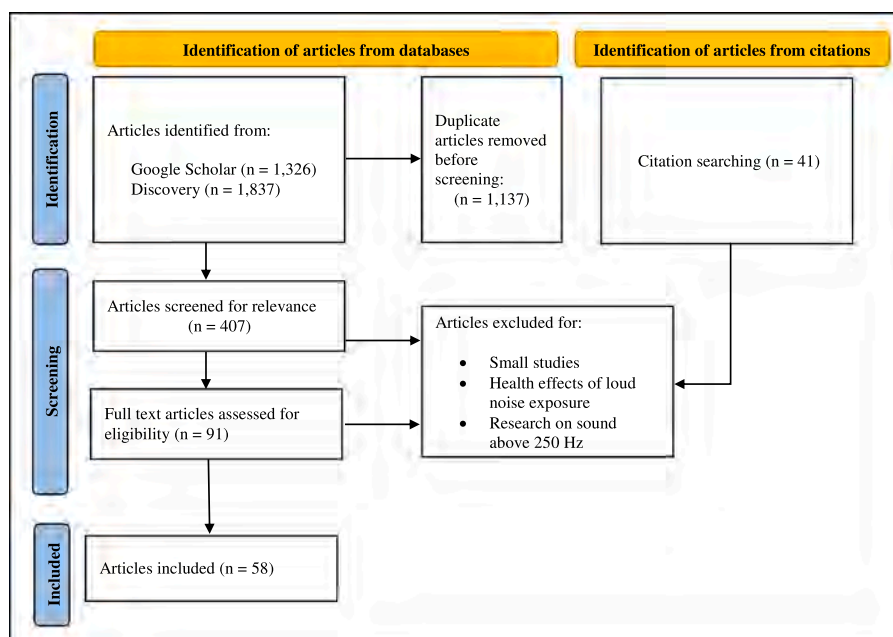 Identification of articles from databases
Identification of articles from citations
Identification
Articles identified from:
Google Scholar (n = 1,326)
Discovery (n = 1,837)
Duplicate
articles removed
before
screening:
(n = 1,137)
Citation searching (n = 41)
Screening
Articles screened for relevance
(n = 407)
Articles excluded for:
• Small studies
• Health effects of loud
noise exposure
• Research on sound
above 250 Hz
Full text articles assessed for
eligibility (n = 91)
Included
Articles included (n = 58)